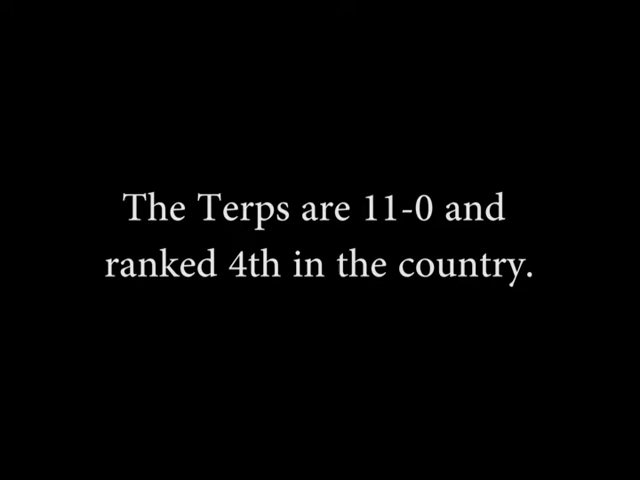 The Terps are 11-0 and
ranked 4th in the country.